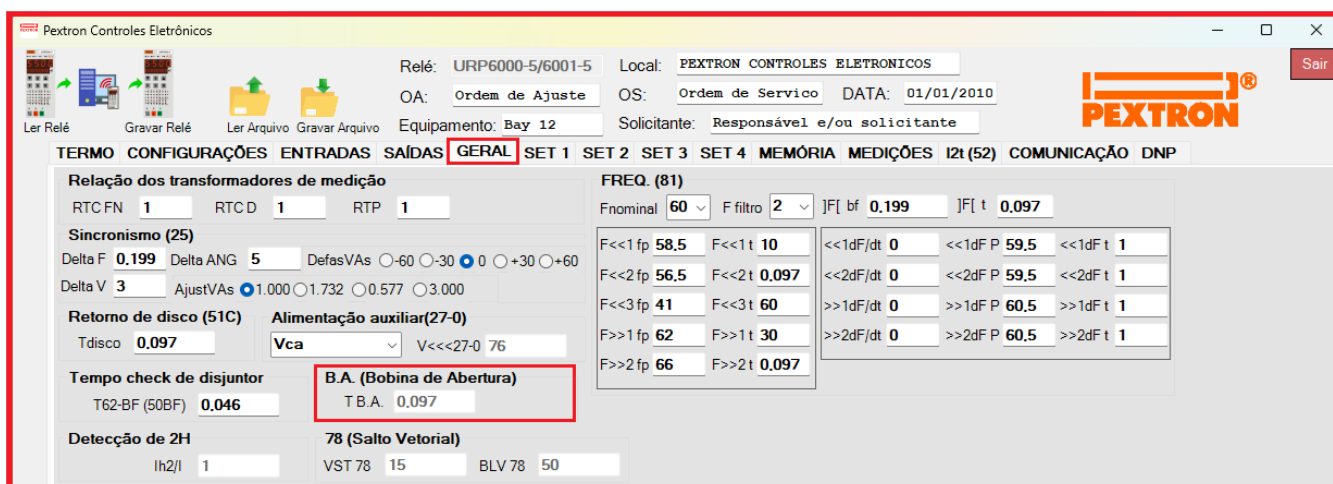 Pextron Controles Eletrônicos
Relé: URP6000-5/6001-5 Local: PEXTRON CONTROLES ELETRONICOS Sair
OA: Ordem de Ajuste OS: Ordem de Servico DATA: 01/01/2010
Ler Relé Gravar Relé Ler Arquivo Gravar Arquivo Equipamento: Bay 12 Solicitante: Responsável e/ou solicitante PEXTRON®
TERMO CONFIGURAÇÕES ENTRADAS SAÍDAS GERAL SET 1 SET 2 SET 3 SET 4 MEMÓRIA MEDIÇÕES I2t (52) COMUNICAÇÃO DNP
Relação dos transformadores de medição
RTC FN 1 RTC D 1 RTP 1
Sincronismo (25)
Delta F 0.199 Delta ANG 5 DefasVAs -60 -30 0 +30 +60
Delta V 3 AjustVAs 1.000 1.732 0.577 3.000
Retorno de disco (51C) Alimentação auxiliar(27-0)
Tdisco 0.097 Vca V<<<27-0 76
Tempo check de disjuntor B.A. (Bobina de Abertura)
T62-BF (50BF) 0.046 T B.A. 0.097
Detecção de 2H 78 (Salto Vetorial)
Ih2/I 1 VST 78 15 BLV 78 50
FREQ. (81)
Fnominal 60 F filtro 2 ]F[ bf 0.199 ]F[ t 0.097
F<<1 fp 58.5 F<<1 t 10 <<1dF/dt 0 <<1dF P 59.5 <<1dF t 1
F<<2 fp 56.5 F<<2 t 0.097 <<2dF/dt 0 <<2dF P 59.5 <<2dF t 1
F<<3 fp 41 F<<3 t 60 >>1dF/dt 0 >>1dF P 60.5 >>1dF t 1
F>>1 fp 62 F>>1 t 30 >>2dF/dt 0 >>2dF P 60.5 >>2dF t 1
F>>2 fp 66 F>>2 t 0.097